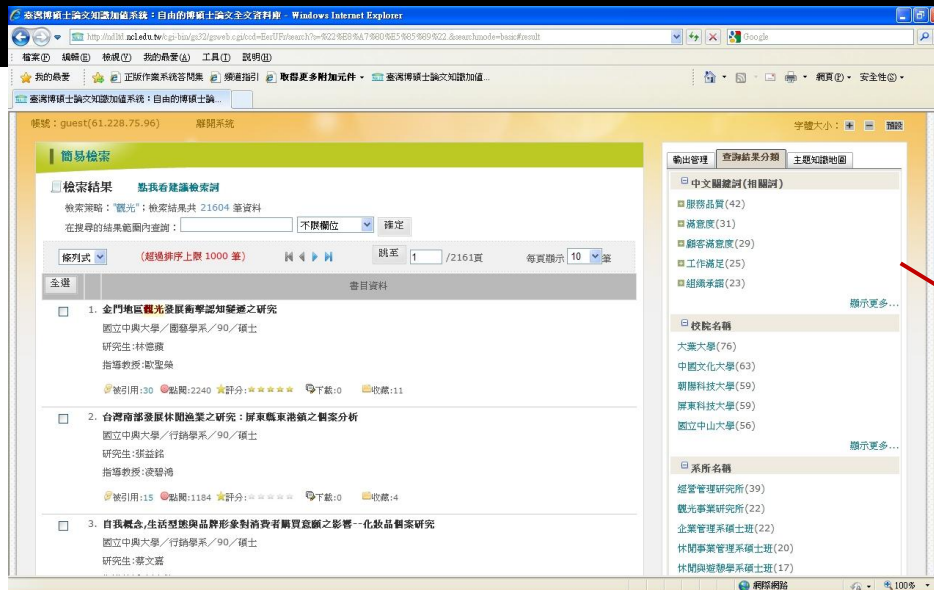 臺灣博碩士論文知識加值系統:自由的博碩士論文全文資料庫 - Windows Internet Explorer
Google
檔案(F) 編輯(E) 檢視(V) 我的最愛(A) 工具(T) 說明(H)
我的最愛 正版作業系統答問集 頻道指引 取得更多附加元件 臺灣博碩士論文知識加值...
網頁(P) 安全性(S)
臺灣博碩士論文知識加值系統:自由的博碩士論...
帳號:guest(61.228.75.96) 展開系統
字體大小: + - 預設
簡易檢索
檢索結果 點我看建議檢索詞
檢索策略:"觀光";檢索結果共 21604 筆資料
在搜尋的結果範圍內查詢: 不限欄位 確定
條列式 (超過排序上限 1000 筆) 跳至 1 /2161頁 每頁顯示 10 筆
全選 書目資料
1. 金門地區觀光發展衝擊認知變遷之研究
國立中興大學/園藝學系/90/碩士
研究生:林憶蘋
指導教授:歐聖榮
被引用:30 點閱:2240 評分: 下載:0 收藏:11
2. 台灣南部發展休閒漁業之研究:屏東縣東港鎮之個案分析
國立中興大學/行銷學系/90/碩士
研究生:張益銘
指導教授:凌碧鴻
被引用:15 點閱:1184 評分: 下載:0 收藏:4
3. 自我概念,生活型態與品牌形象對消費者購買意願之影響--化妝品個案研究
國立中興大學/行銷學系/90/碩士
研究生:蔡文嘉
輸出管理 查詢結果分類 主題知識地圖
中文關鍵詞(相關詞)
服務品質(42)
滿意度(31)
顧客滿意度(29)
工作滿足(25)
組織承諾(23)
顯示更多...
校院名稱
大葉大學(76)
中國文化大學(63)
朝陽科技大學(59)
屏東科技大學(59)
國立中山大學(56)
顯示更多...
系所名稱
經營管理研究所(39)
觀光事業研究所(22)
企業管理系碩士班(22)
休閒事業管理系碩士班(20)
休閒與遊憩學系碩士班(17)
網際網路 100%